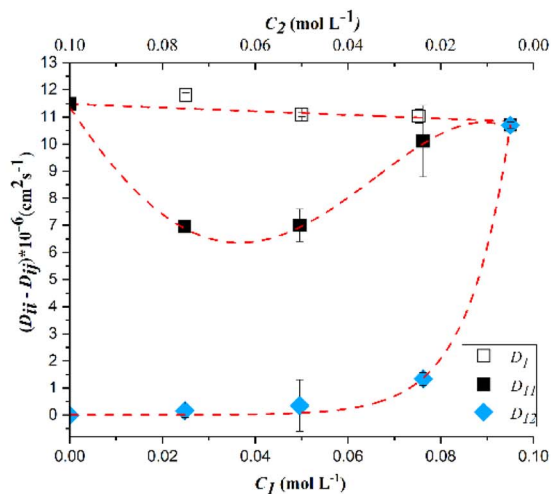 C2 (mol L-1)
0.10 0.08 0.06 0.04 0.02 0.00
(Dii - Dij)*10-6(cm2s-1)
13
12
11
10
9
8
7
6
5
4
3
2
1
0
D1
D11
D12
0.00 0.02 0.04 0.06 0.08 0.10
C1 (mol L-1)